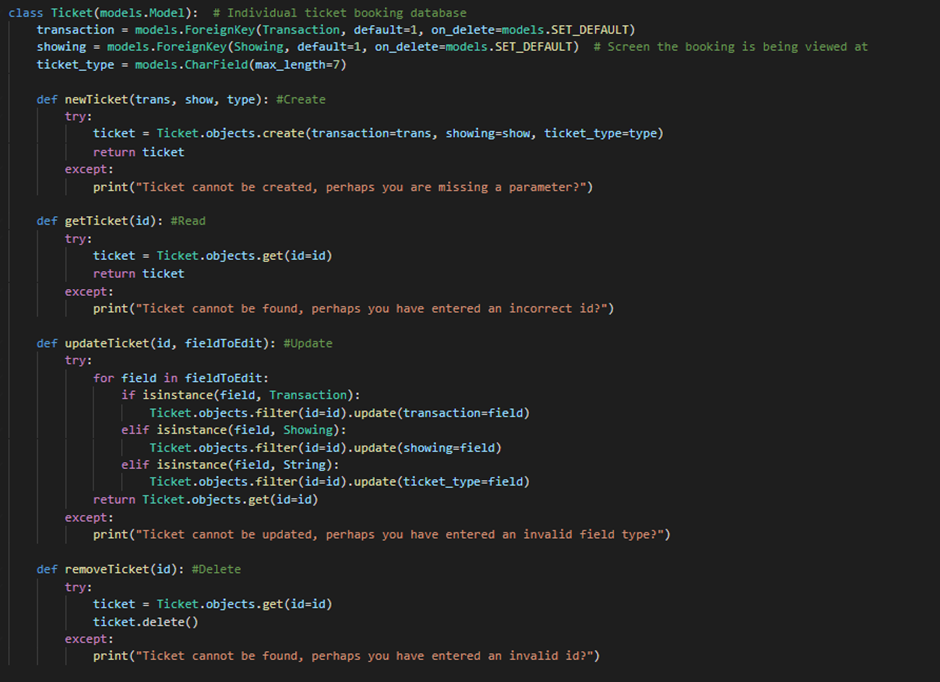 class Ticket(models.Model):  # Individual ticket booking database
    transaction = models.ForeignKey(Transaction, default=1, on_delete=models.SET_DEFAULT)
    showing = models.ForeignKey(Showing, default=1, on_delete=models.SET_DEFAULT)  # Screen the booking is being viewed at
    ticket_type = models.CharField(max_length=7)

    def newTicket(trans, show, type): #Create
        try:
            ticket = Ticket.objects.create(transaction=trans, showing=show, ticket_type=type)
            return ticket
        except:
            print("Ticket cannot be created, perhaps you are missing a parameter?")

    def getTicket(id): #Read
        try:
            ticket = Ticket.objects.get(id=id)
            return ticket
        except:
            print("Ticket cannot be found, perhaps you have entered an incorrect id?")

    def updateTicket(id, fieldToEdit): #Update
        try:
            for field in fieldToEdit:
                if isinstance(field, Transaction):
                    Ticket.objects.filter(id=id).update(transaction=field)
                elif isinstance(field, Showing):
                    Ticket.objects.filter(id=id).update(showing=field)
                elif isinstance(field, String):
                    Ticket.objects.filter(id=id).update(ticket_type=field)
            return Ticket.objects.get(id=id)
        except:
            print("Ticket cannot be updated, perhaps you have entered an invalid field type?")

    def removeTicket(id): #Delete
        try:
            ticket = Ticket.objects.get(id=id)
            ticket.delete()
        except:
            print("Ticket cannot be found, perhaps you have entered an invalid id?")